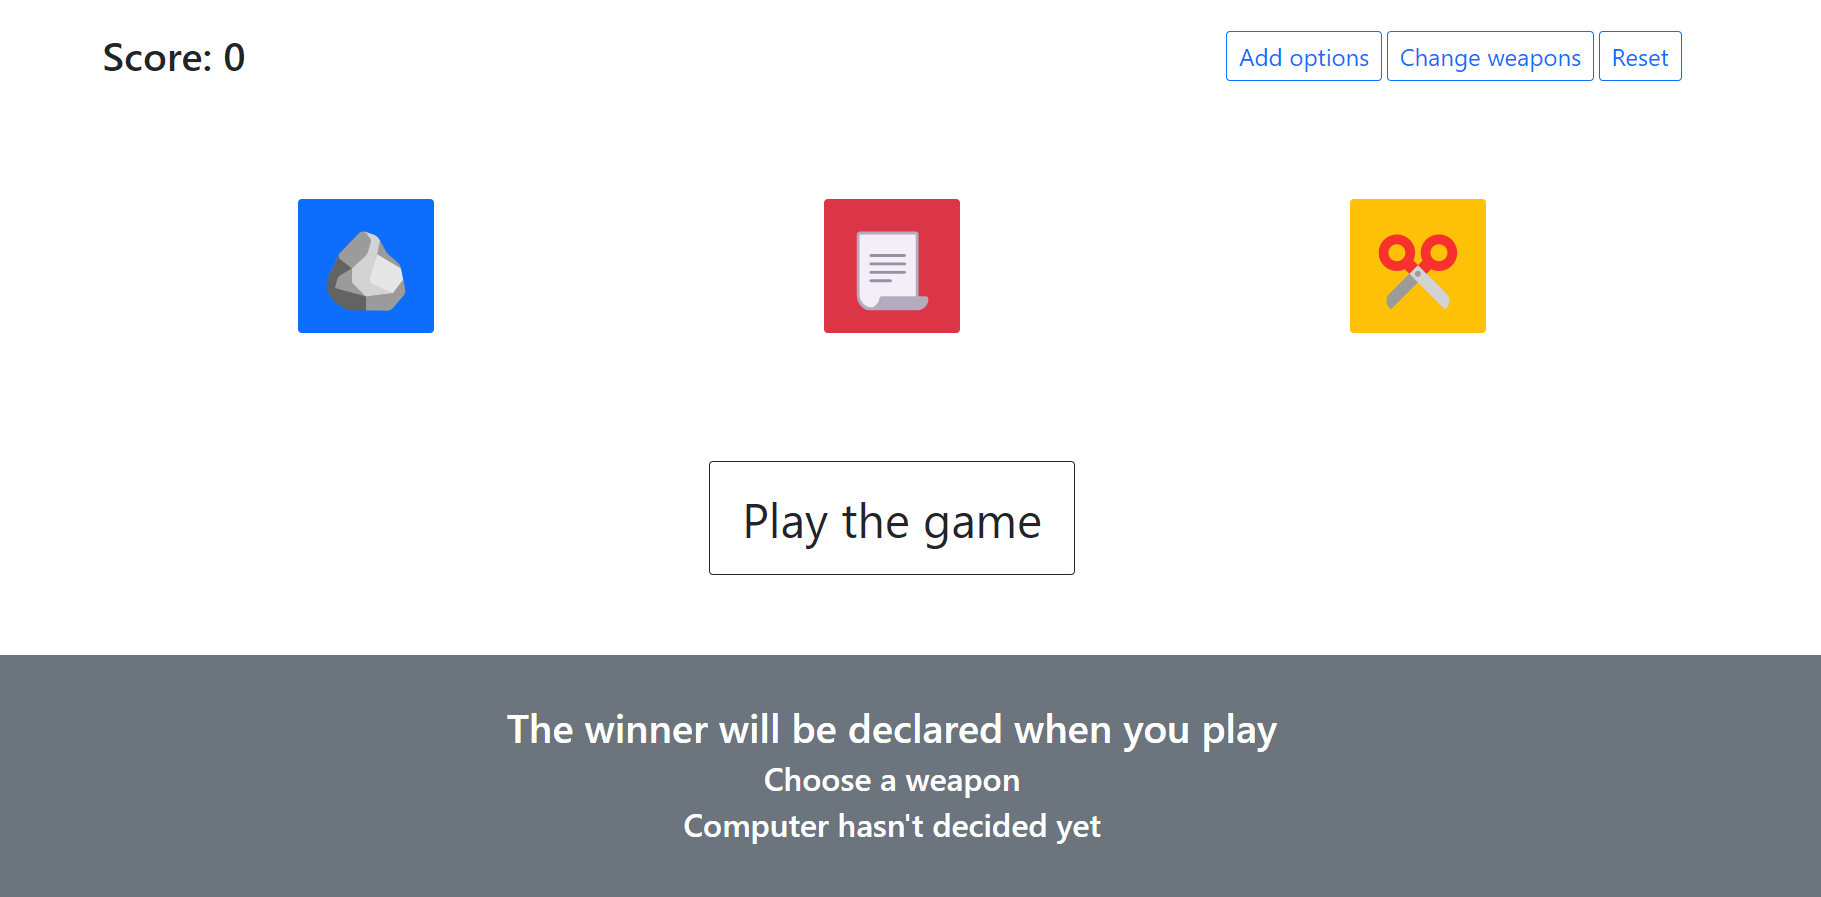 Score: 0
Add options
Change weapons
Reset
Play the game
The winner will be declared when you play
Choose a weapon
Computer hasn't decided yet